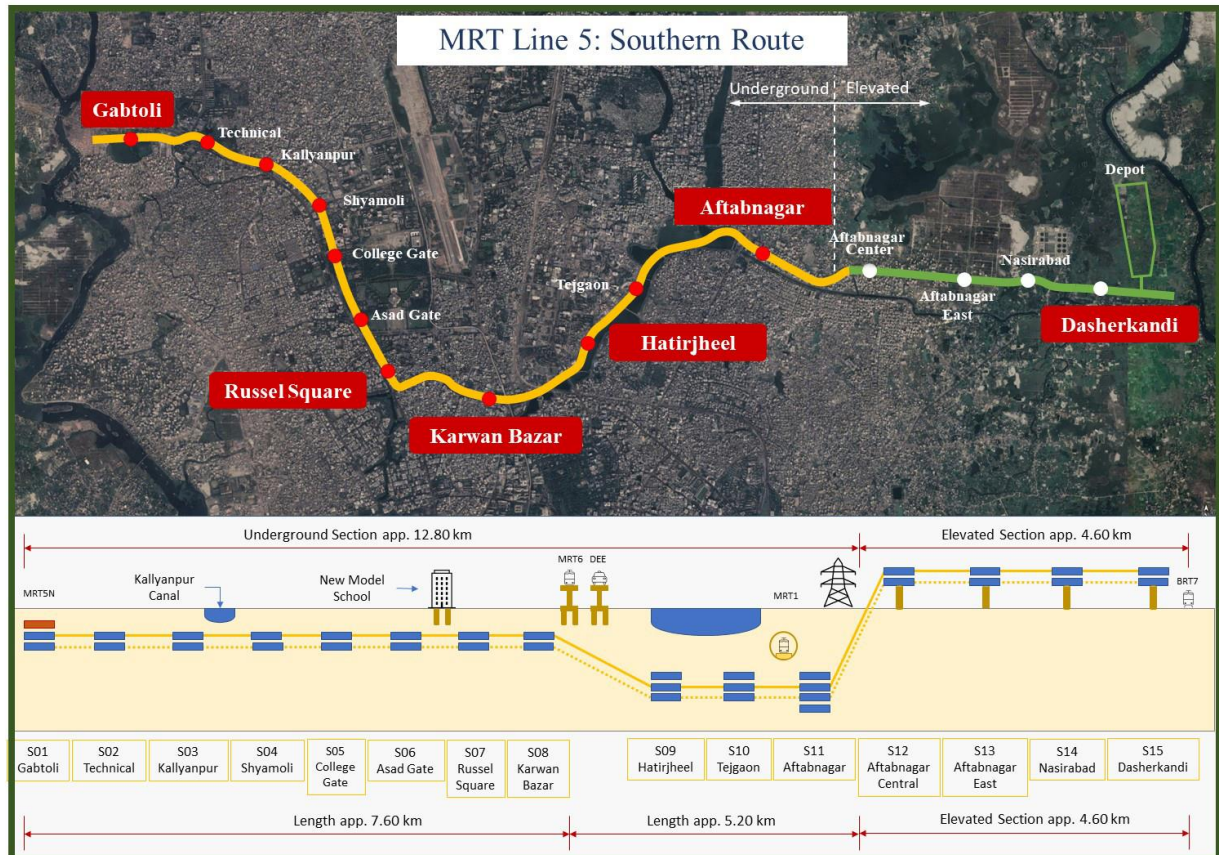 MRT Line 5: Southern Route
Underground
Elevated
Gabtoli
Technical
Kallyanpur
Shyamoli
College Gate
Asad Gate
Russel Square
Karwan Bazar
Hatirjheel
Tejgaon
Aftabnagar
Aftabnagar
Center
Aftabnagar
East
Nasirabad
Depot
Dasherkandi
Underground Section app. 12.80 km
Elevated Section app. 4.60 km
MRT5N
Kallyanpur
Canal
New Model
School
MRT6
DEE
MRT1
BRT7
S01
Gabtoli
S02
Technical
S03
Kallyanpur
S04
Shyamoli
S05
College
Gate
S06
Asad Gate
S07
Russel
Square
S08
Karwan
Bazar
S09
Hatirjheel
S10
Tejgaon
S11
Aftabnagar
S12
Aftabnagar
Central
S13
Aftabnagar
East
S14
Nasirabad
S15
Dasherkandi
Length app. 7.60 km
Length app. 5.20 km
Elevated Section app. 4.60 km